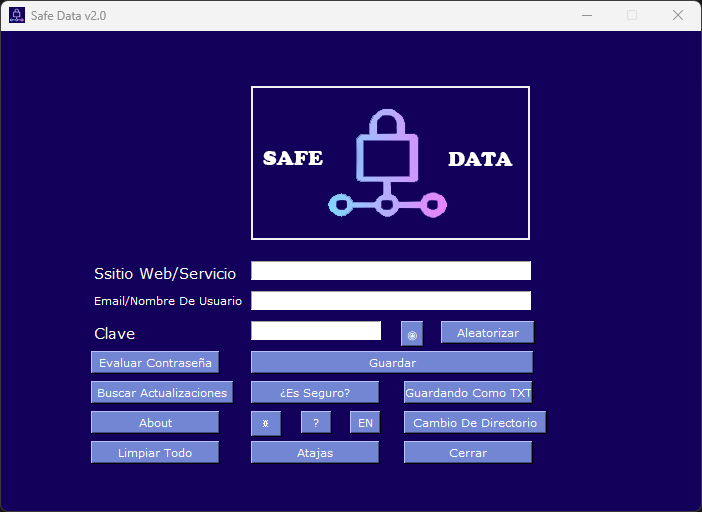 Safe Data v2.0
SAFE DATA
Ssitio Web/Servicio
Email/Nombre De Usuario
Clave Aleatorizar
Evaluar Contraseña Guardar
Buscar Actualizaciones ¿Es Seguro? Guardando Como TXT
About ? EN Cambio De Directorio
Limpiar Todo Atajas Cerrar